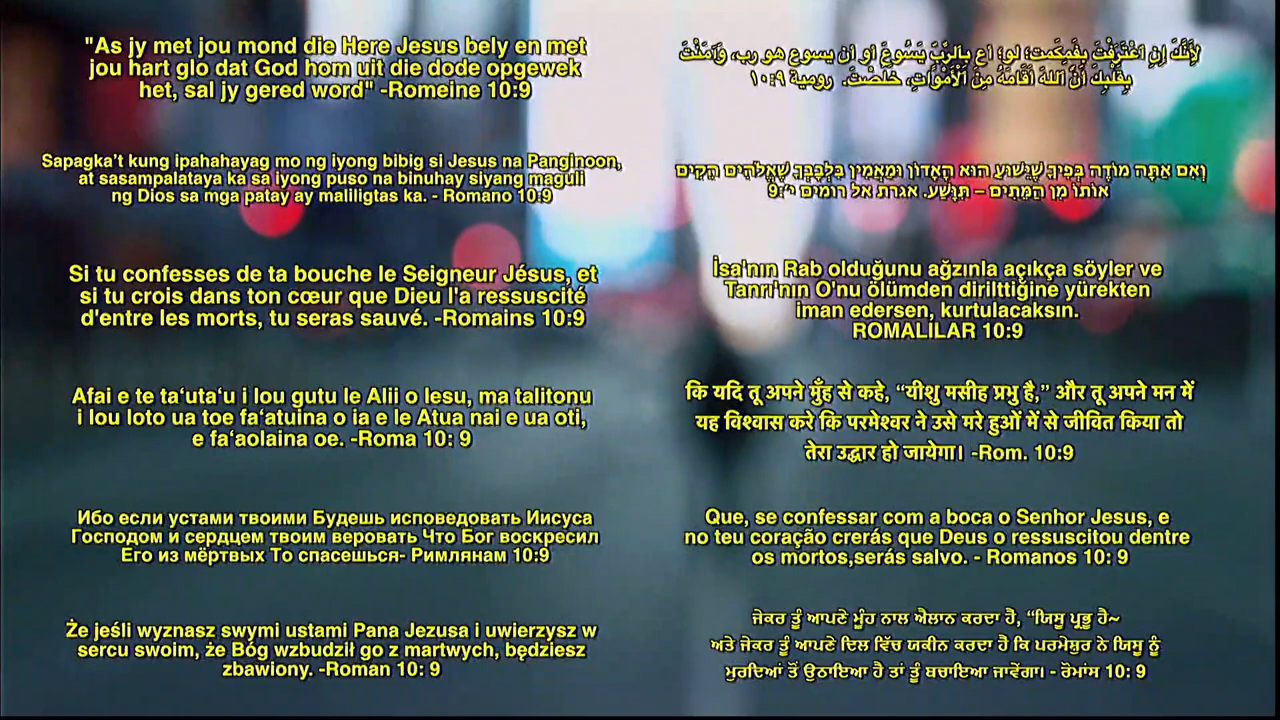 "As jy met jou mond die Here Jesus bely en met
jou hart glo dat God hom uit die dode opgewek
het, sal jy gered word" -Romeine 10:9
Sapagka't kung ipahahayag mo ng iyong bibig si Jesus na Panginoon,
at sasampalataya ka sa iyong puso na binuhay siyang maguli
ng Dios sa mga patay ay maliligtas ka. - Romano 10:9
Si tu confesses de ta bouche le Seigneur Jésus, et
si tu crois dans ton cœur que Dieu l'a ressuscité
d'entre les morts, tu seras sauvé. -Romains 10:9
Afai e te ta‘uta‘u i lou gutu le Alii o Iesu, ma talitonu
i lou loto ua toe fa‘atuina o ia e le Atua nai e ua oti,
e fa‘aolaina oe. -Roma 10: 9
Ибо если устами твоими Будешь исповедовать Иисуса
Господом и сердцем твоим веровать Что Бог воскресил
Его из мёртвых То спасешься- Римлянам 10:9
Że jeśli wyznasz swymi ustami Pana Jezusa i uwierzysz w
sercu swoim, że Bóg wzbudził go z martwych, będziesz
zbawiony. -Roman 10: 9
لِأَنَّكَ إِنِ اعْتَرَفْتَ بِفَمِكَ بِالرَّبِّ يَسُوعَ أو أن يسوع هو رب، وَآمَنْتَ
بِقَلْبِكَ أَنَّ اللهَ أَقَامَهُ مِنَ الْأَمْوَاتِ، خَلَصْتَ. رومية ١٠:٩
וְאִם אַתָּה מוֹדֶה בְּפִיךָ שֶׁיֵּשׁוּעַ הוּא הָאָדוֹן וּמַאֲמִין בִּלְבָבְךָ שֶׁאֱלֹהִים הֵקִים
אוֹתוֹ מִן הַמֵּתִים – תִּוָּשַׁע. אגרת אל רומים י׳:9
İsa'nın Rab olduğunu ağzınla açıkça söyler ve
Tanrı'nın O'nu ölümden dirilttiğine yürekten
iman edersen, kurtulacaksın.
ROMALILAR 10:9
कि यदि तू अपने मुँह से कहे, “यीशु मसीह प्रभु है,” और तू अपने मन में
यह विश्वास करे कि परमेश्वर ने उसे मरे हुओं में से जीवित किया तो
तेरा उद्धार हो जायेगा। -Rom. 10:9
Que, se confessar com a boca o Senhor Jesus, e
no teu coração crerás que Deus o ressuscitou dentre
os mortos,serás salvo. - Romanos 10: 9
ਜੇਕਰ ਤੂੰ ਆਪਣੇ ਮੂੰਹ ਨਾਲ ਐਲਾਨ ਕਰਦਾ ਹੈਂ, “ਯਿਸੂ ਪ੍ਰਭੂ ਹੈ~
ਅਤੇ ਜੇਕਰ ਤੂੰ ਆਪਣੇ ਦਿਲ ਵਿੱਚ ਯਕੀਨ ਕਰਦਾ ਹੈ ਕਿ ਪਰਮੇਸ਼ੁਰ ਨੇ ਯਿਸੂ ਨੂੰ
ਮੁਰਦਿਆਂ ਤੋਂ ਉਠਾਇਆ ਹੈ ਤਾਂ ਤੂੰ ਬਚਾਇਆ ਜਾਵੇਂਗਾ। - ਰੋਮਾਂਸ 10: 9